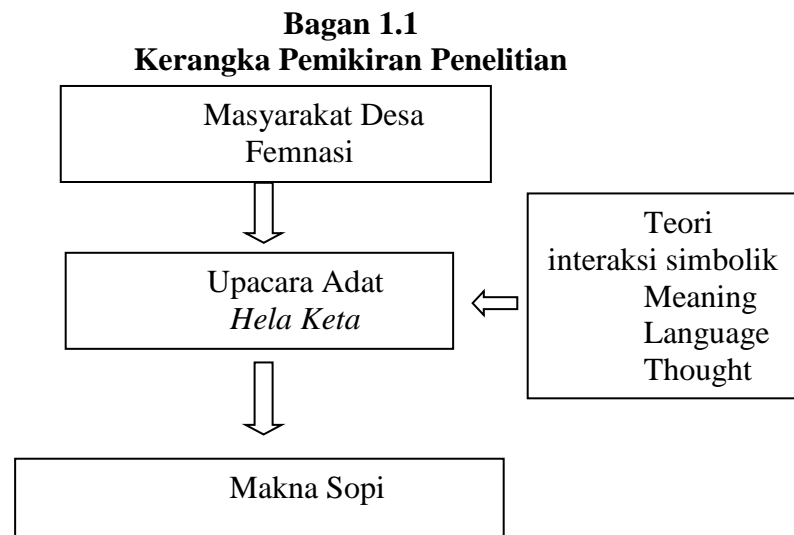 Bagan 1.1
Kerangka Pemikiran Penelitian
Masyarakat Desa
Femnasi
Upacara Adat
Hela Keta
Teori
interaksi simbolik
Meaning
Language
Thought
Makna Sopi